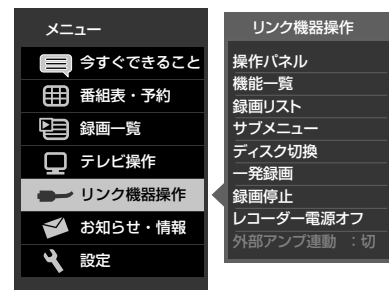 メニュー
今すぐできること
番組表・予約
録画一覧
テレビ操作
リンク機器操作
お知らせ・情報
設定
リンク機器操作
操作パネル
機能一覧
録画リスト
サブメニュー
ディスク切換
一発録画
録画停止
レコーダー電源オフ
外部アンプ連動 ：切